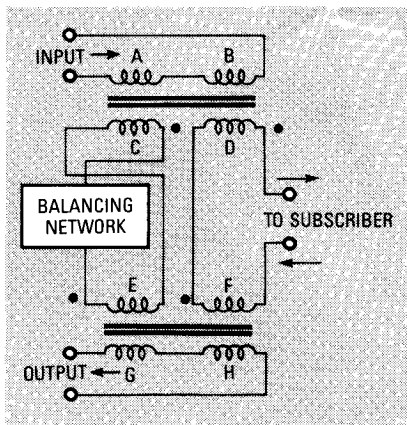 INPUT A B
C D
BALANCING
NETWORK
TO SUBSCRIBER
E F
OUTPUT G H